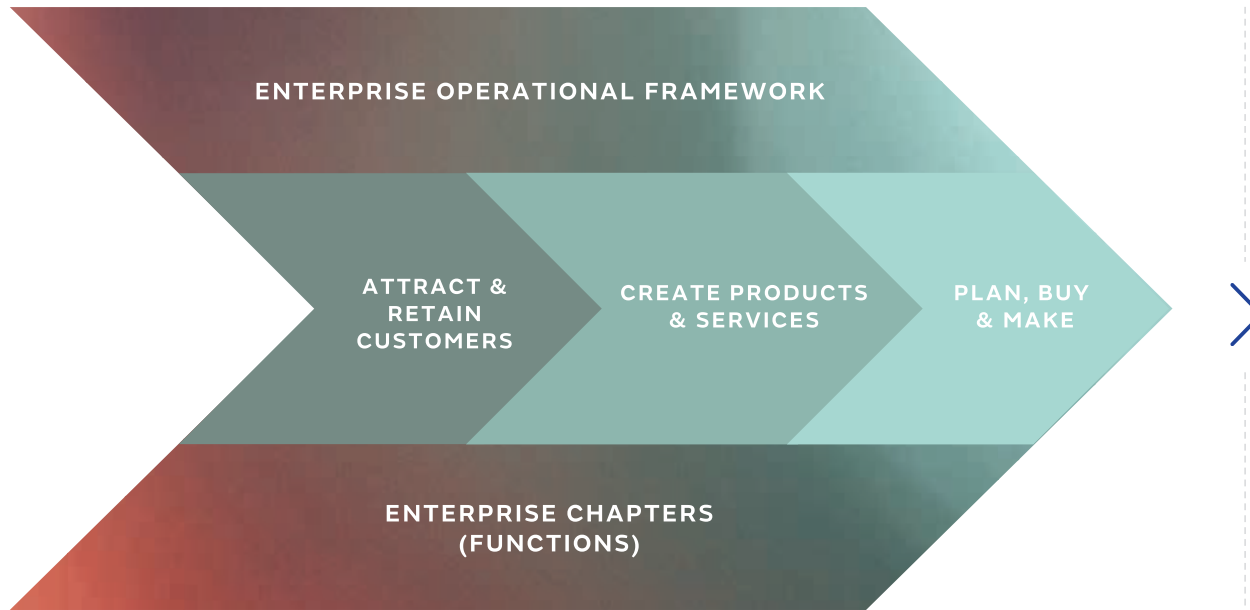 ENTERPRISE OPERATIONAL FRAMEWORK
ATTRACT &
RETAIN
CUSTOMERS
CREATE PRODUCTS
& SERVICES
PLAN, BUY
& MAKE
ENTERPRISE CHAPTERS
(FUNCTIONS)